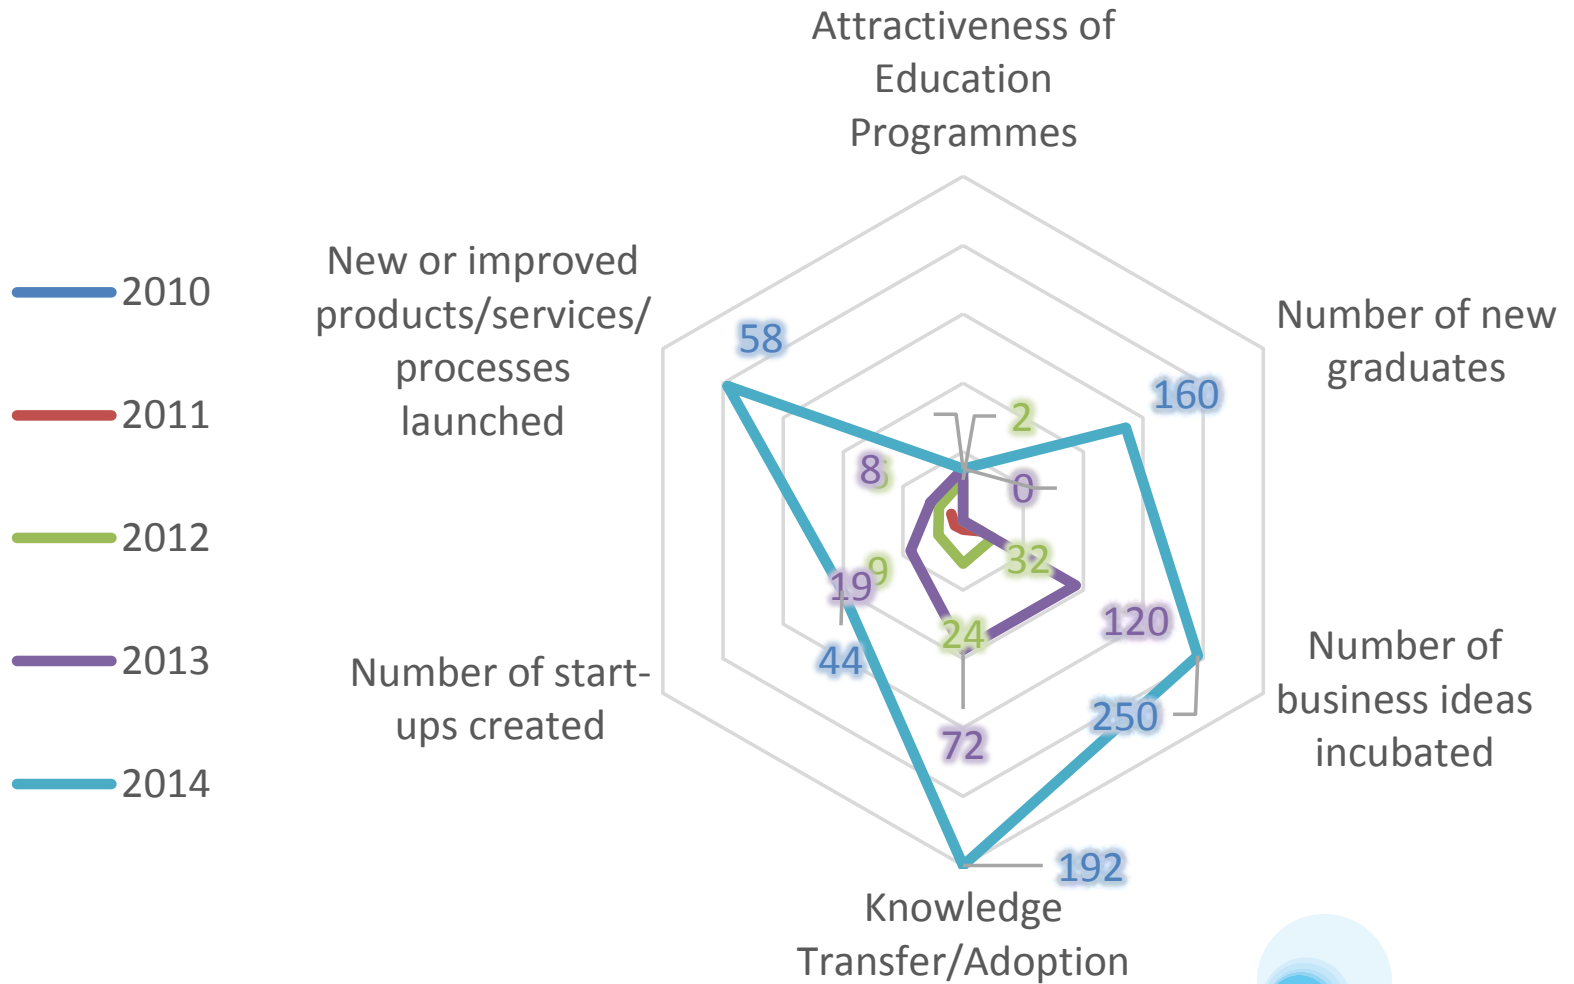 Attractiveness of
Education
Programmes
New or improved
products/services/
processes
launched
Number of new
graduates
2010
2011
2012
2013
2014
58
160
2
8
0
32
9
19
24
120
44
250
72
192
Number of start-
ups created
Number of
business ideas
incubated
Knowledge
Transfer/Adoption